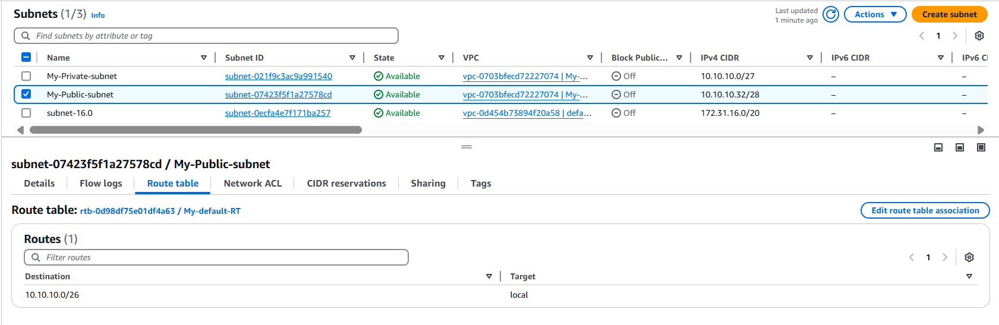 Subnets (1/3) Info
Last updated
1 minute ago
Actions
Create subnet
Find subnets by attribute or tag
1
Name Subnet ID State VPC Block Public... IPv4 CIDR IPv6 CIDR IPv6 CI
My-Private-subnet subnet-021f9c3ac9a991540 Available vpc-0703bfecd72227074 | My-... Off 10.10.10.0/27 – –
My-Public-subnet subnet-07423f5f1a27578cd Available vpc-0703bfecd72227074 | My-... Off 10.10.10.32/28 – –
subnet-16.0 subnet-0ecfa4e7f171ba257 Available vpc-0d454b73894f20a58 | defa... Off 172.31.16.0/20 – –
subnet-07423f5f1a27578cd / My-Public-subnet
Details Flow logs Route table Network ACL CIDR reservations Sharing Tags
Route table: rtb-0d98df75e01df4a63 / My-default-RT
Edit route table association
Routes (1)
Filter routes
1
Destination Target
10.10.10.0/26 local